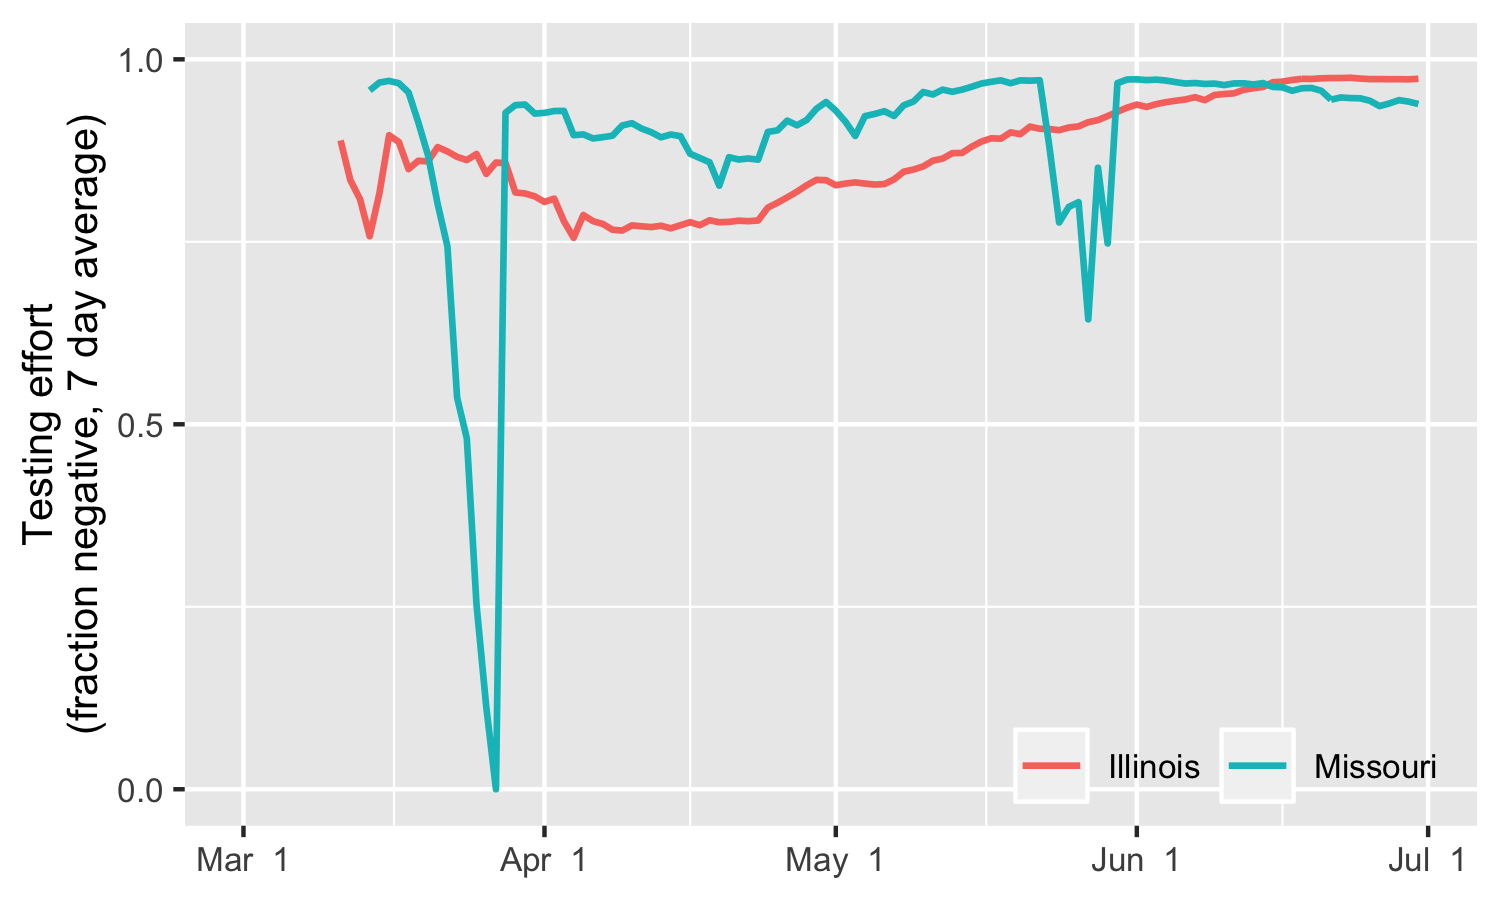 Testing effort
(fraction negative, 7 day average)
1.0
0.5
0.0
Mar 1
Apr 1
May 1
Jun 1
Jul 1
Illinois
Missouri